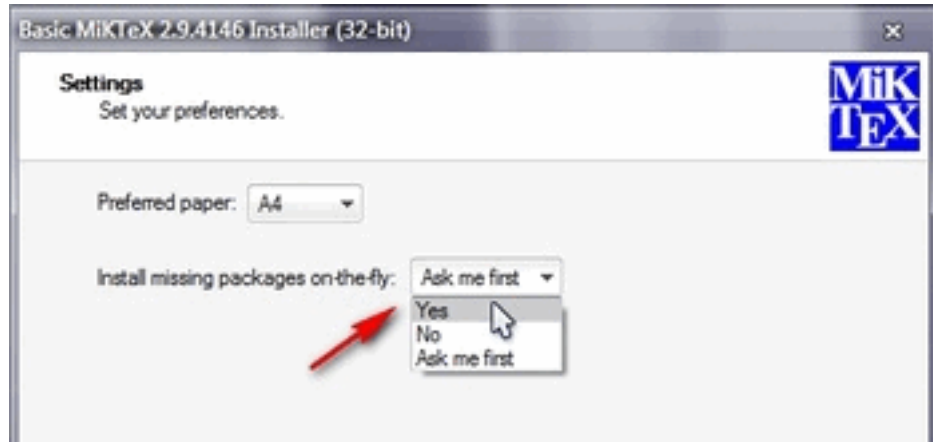 Basic MiKTeX 2.9.4146 Installer (32-bit)
Settings
Set your preferences.
MiK
TEX
Preferred paper: A4
Install missing packages on-the-fly: Ask me first
Yes
No
Ask me first